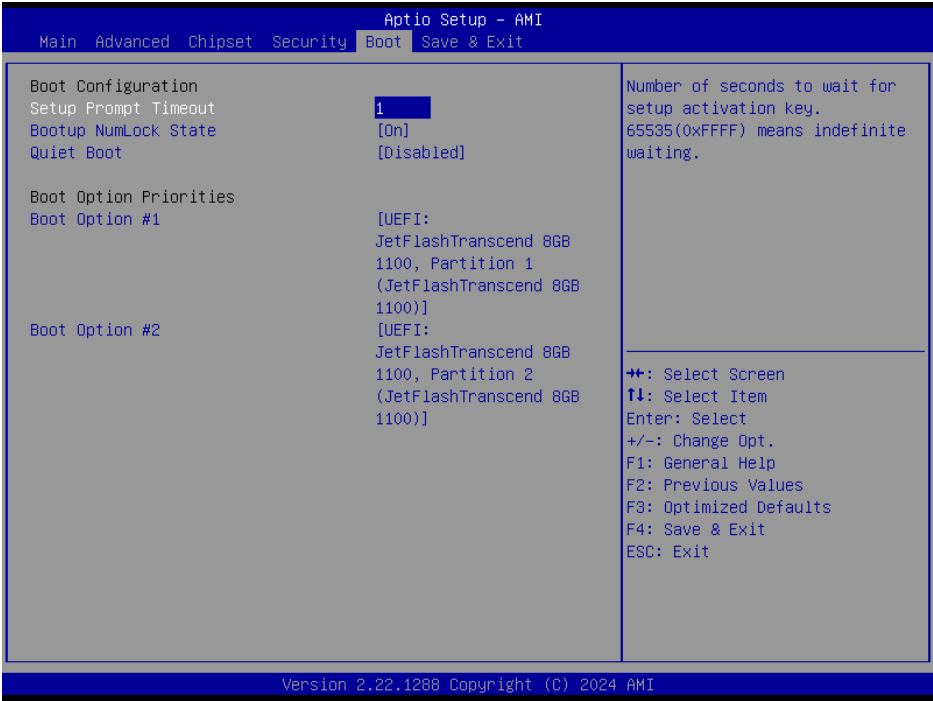 Aptio Setup – AMI
Main Advanced Chipset Security Boot Save & Exit
Boot Configuration
Setup Prompt Timeout 1
Bootup NumLock State [On]
Quiet Boot [Disabled]
Boot Option Priorities
Boot Option #1 [UEFI:
JetFlashTranscend 8GB
1100, Partition 1
(JetFlashTranscend 8GB
1100)]
Boot Option #2 [UEFI:
JetFlashTranscend 8GB
1100, Partition 2
(JetFlashTranscend 8GB
1100)]
Number of seconds to wait for
setup activation key.
65535(0xFFFF) means indefinite
waiting.
→←: Select Screen
↑↓: Select Item
Enter: Select
+/-: Change Opt.
F1: General Help
F2: Previous Values
F3: Optimized Defaults
F4: Save & Exit
ESC: Exit
Version 2.22.1288 Copyright (C) 2024 AMI